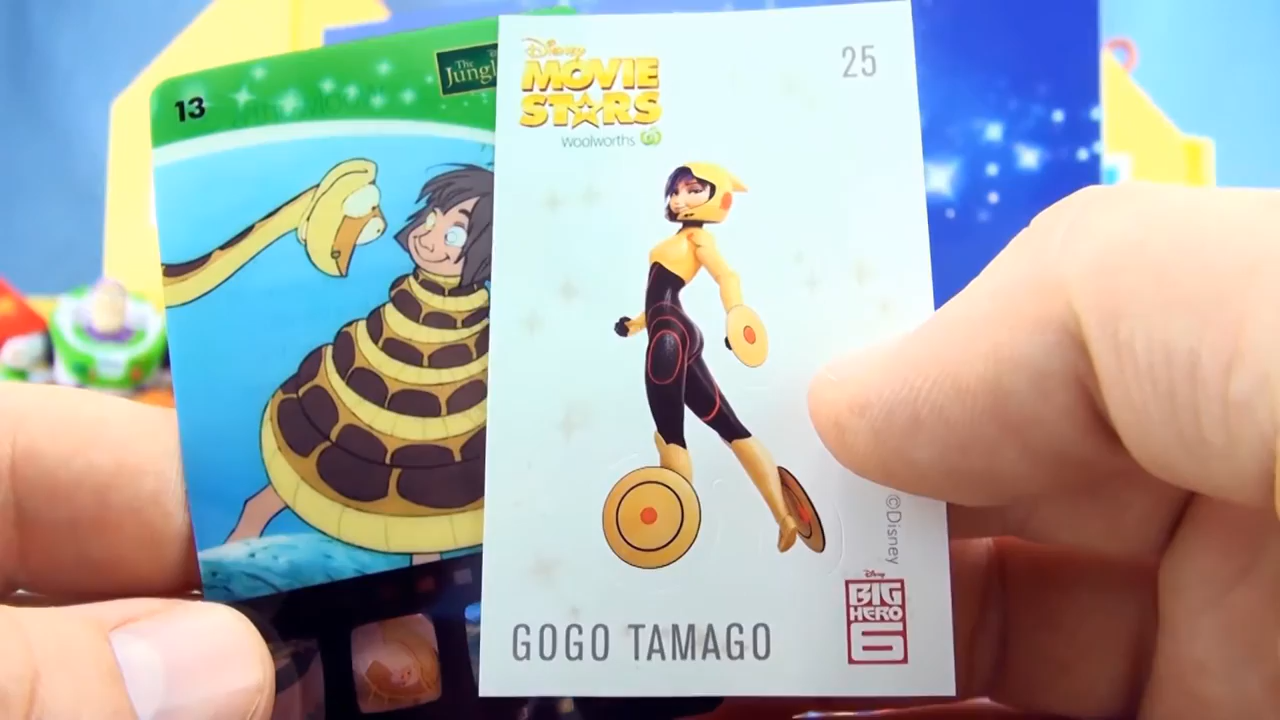 13
The
Jungl
Disney
MOVIE
STARS
Woolworths
25
©Disney
Disney
BIG
HERO
6
GOGO TAMAGO